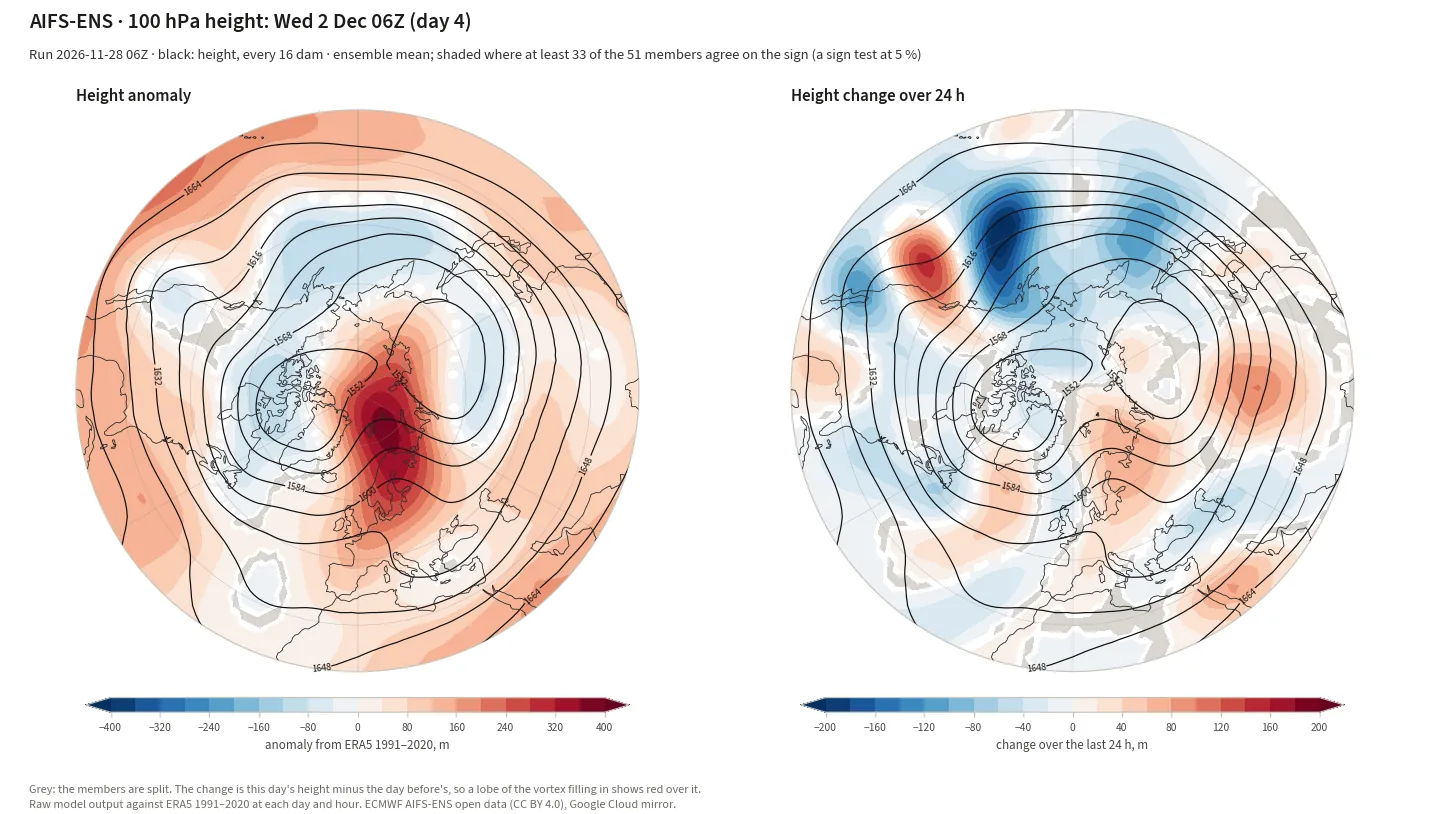 AIFS-ENS · 100 hPa height: Wed 2 Dec 06Z (day 4)
Run 2026-11-28 06Z · black: height, every 16 dam · ensemble mean; shaded where at least 33 of the 51 members agree on the sign (a sign test at 5 %)
Height anomaly
1664
1616
1568
1632
1552
1584
1600
1648
1664
1648
−400 −320 −240 −160 −80 0 80 160 240 320 400
anomaly from ERA5 1991–2020, m
Height change over 24 h
1664
1616
1568
1632
1552
1584
1600
1648
1664
1648
−200 −160 −120 −80 −40 0 40 80 120 160 200
change over the last 24 h, m
Grey: the members are split. The change is this day's height minus the day before's, so a lobe of the vortex filling in shows red over it.
Raw model output against ERA5 1991–2020 at each day and hour. ECMWF AIFS-ENS open data (CC BY 4.0), Google Cloud mirror.